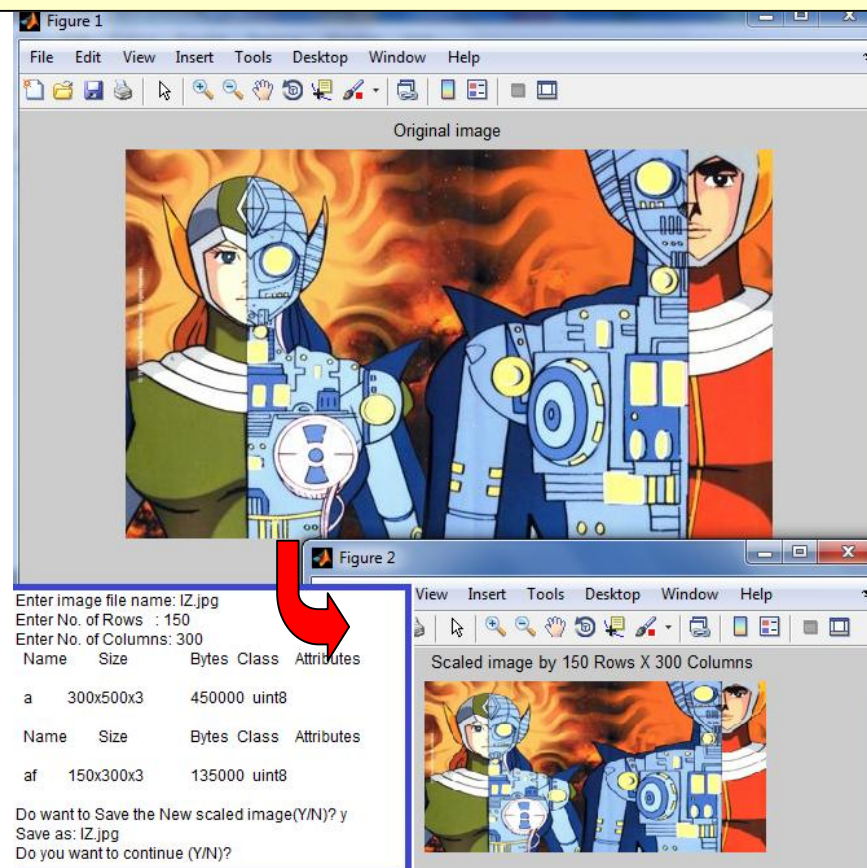 Figure 1
File Edit View Insert Tools Desktop Window Help
Original image
Figure 2
View Insert Tools Desktop Window Help
Scaled image by 150 Rows X 300 Columns
Enter image file name: IZ.jpg
Enter No. of Rows : 150
Enter No. of Columns: 300
Name Size Bytes Class Attributes
a 300x500x3 450000 uint8
Name Size Bytes Class Attributes
af 150x300x3 135000 uint8
Do want to Save the New scaled image(Y/N)? y
Save as: IZ.jpg
Do you want to continue (Y/N)?